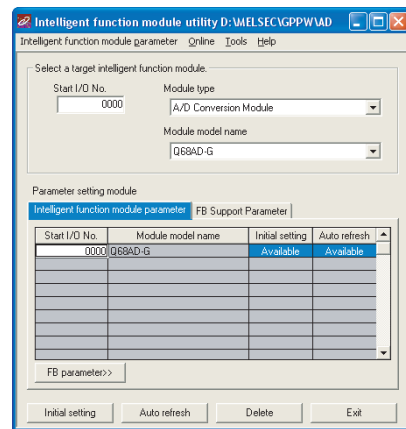 Intelligent function module utility D:\MELSEC\GPPW\AD
Intelligent function module parameter Online Tools Help
Select a target intelligent function module.
Start I/O No.
0000
Module type
A/D Conversion Module
Module model name
Q68AD-G
Parameter setting module
Intelligent function module parameter FB Support Parameter
Start I/O No. Module model name Initial setting Auto refresh
0000 Q68AD-G Available Available
FB parameter>>
Initial setting Auto refresh Delete Exit